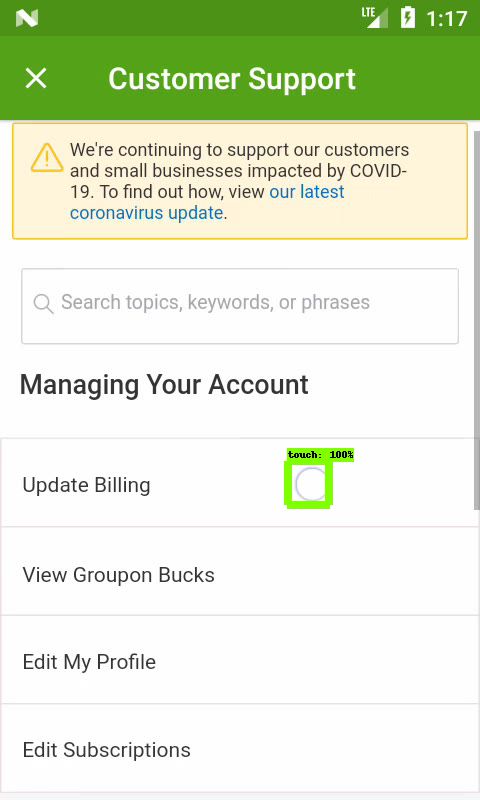 LTE 1:17
Customer Support
We're continuing to support our customers
and small businesses impacted by COVID-
19. To find out how, view our latest
coronavirus update.
Search topics, keywords, or phrases
Managing Your Account
touch: 100%
Update Billing
View Groupon Bucks
Edit My Profile
Edit Subscriptions